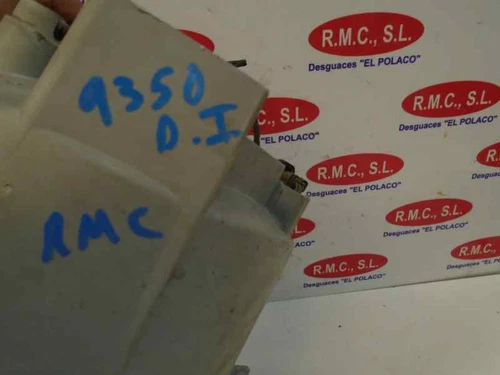 9350
D.I
RMC
R.M.C., S.L.
Desguaces "EL POLACO"
R.M.C., S.L.
Desguaces "EL POLACO"
R.M.C., S.L.
Desguaces "EL POLACO"
R.M.C., S.L.
Desguaces "EL POLACO"
R.M.C., S.L.
Desguaces "EL POLACO"
R.M.C., S.L.
Desguaces "EL POLACO"
R.M.C., S.L.
Desguaces "EL POLACO"